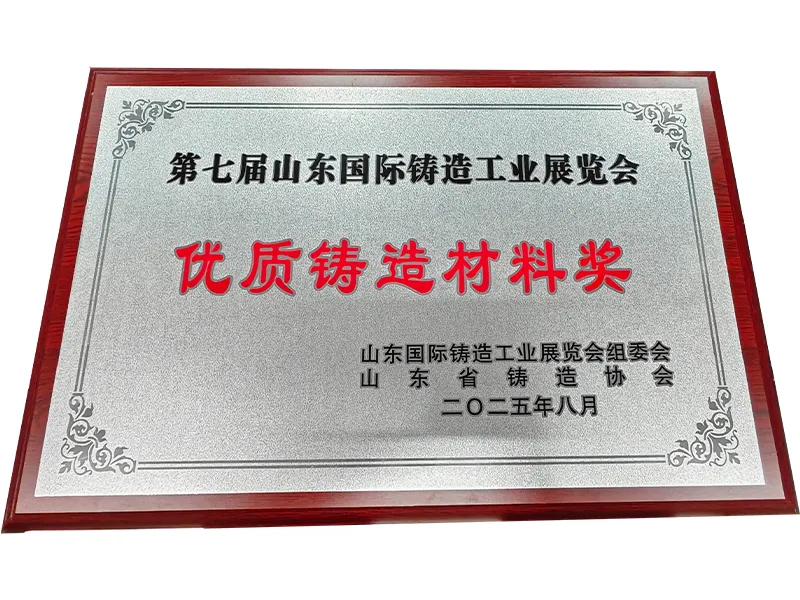 第七届山东国际铸造工业展览会
优质铸造材料奖
山东国际铸造工业展览会组委会
山东省铸造协会
二〇二五年八月